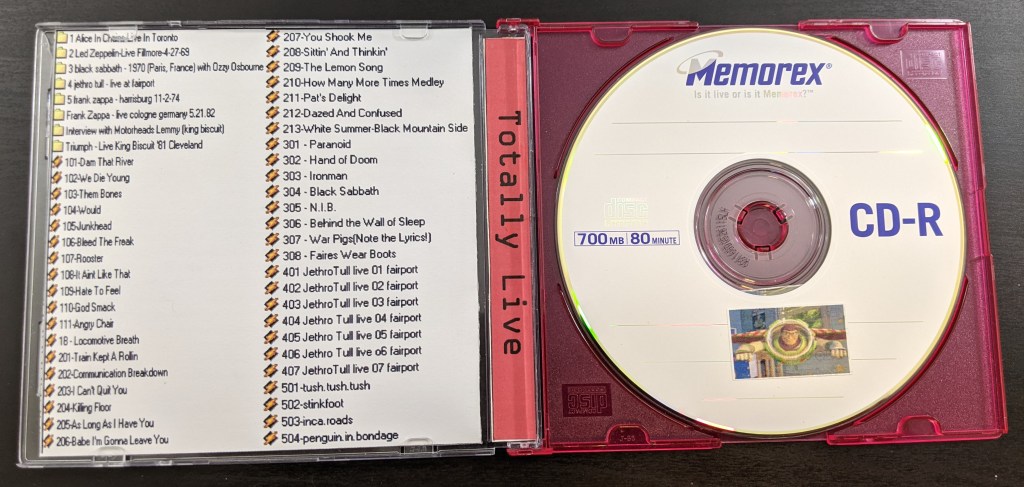 1 Alice In Chains-Live In Toronto
2 Led Zeppelin-Live Fillmore-4-27-69
3 black sabbath - 1970 (Paris, France) with Ozzy Osbourne
4 jethro tull - live at fairport
5 frank zappa - harrisburg 11-2-74
Frank Zappa - live cologne germany 5.21.82
Interview with Motorheads Lemmy (king biscuit)
Triumph - Live King Biscuit '81 Cleveland
101-Dam That River
102-We Die Young
103-Them Bones
104-Would
105-Junkhead
106-Bleed The Freak
107-Rooster
108-It Aint Like That
109-Hate To Feel
110-God Smack
111-Angry Chair
18 - Locomotive Breath
201-Train Kept A Rollin
202-Communication Breakdown
203-I Can't Quit You
204-Killing Floor
205-As Long As I Have You
206-Babe I'm Gonna Leave You
207-You Shook Me
208-Sittin' And Thinkin'
209-The Lemon Song
210-How Many More Times Medley
211-Pat's Delight
212-Dazed And Confused
213-White Summer-Black Mountain Side
301 - Paranoid
302 - Hand of Doom
303 - Ironman
304 - Black Sabbath
305 - N.I.B.
306 - Behind the Wall of Sleep
307 - War Pigs(Note the Lyrics!)
308 - Faires Wear Boots
401 JethroTull live 01 fairport
402 JethroTull live 02 fairport
403 JethroTull live 03 fairport
404 Jethro Tull live 04 fairport
405 Jethro Tull live 05 fairport
406 Jethro Tull live o6 fairport
407 JethroTull live 07 fairport
501-tush.tush.tush
502-stinkfoot
503-inca.roads
504-penguin.in.bondage
Totally Live
Memorex®
Is it live or is it Memorex?™
CD-R
700 MB 80 MINUTE
disc
J-95